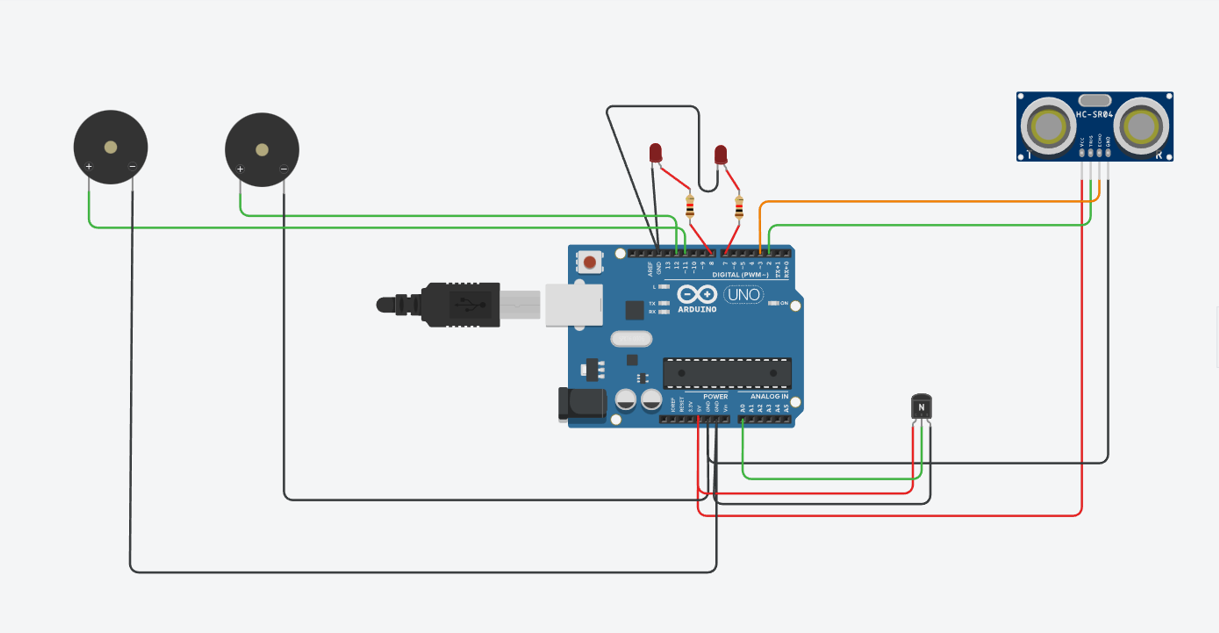 HC-SR04
VCC
TRIG
ECHO
GND
T
R
+
-
+
-
AREF
GND
13
12
~11
~10
~9
8
7
~6
~5
4
~3
2
TX→1
RX←0
DIGITAL (PWM~)
L
TX
RX
ARDUINO
UNO
ON
POWER
ANALOG IN
IOREF
RESET
3.3V
5V
GND
GND
Vin
A0
A1
A2
A3
A4
A5
N